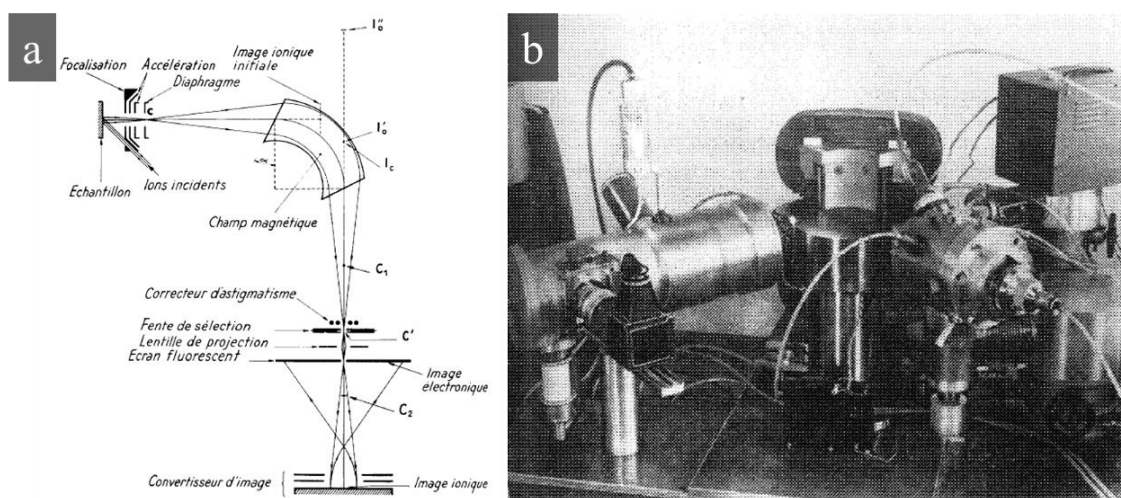 a
Focalisation
Accélération
Diaphragme
C
Echantillon
Ions incidents
Image ionique
initiale
I"₀
I'₀
I꜀
Champ magnétique
C₁
Correcteur d'astigmatisme
Fente de sélection
C'
Lentille de projection
Ecran fluorescent
Image
électronique
C₂
Convertisseur d'image
Image ionique
b